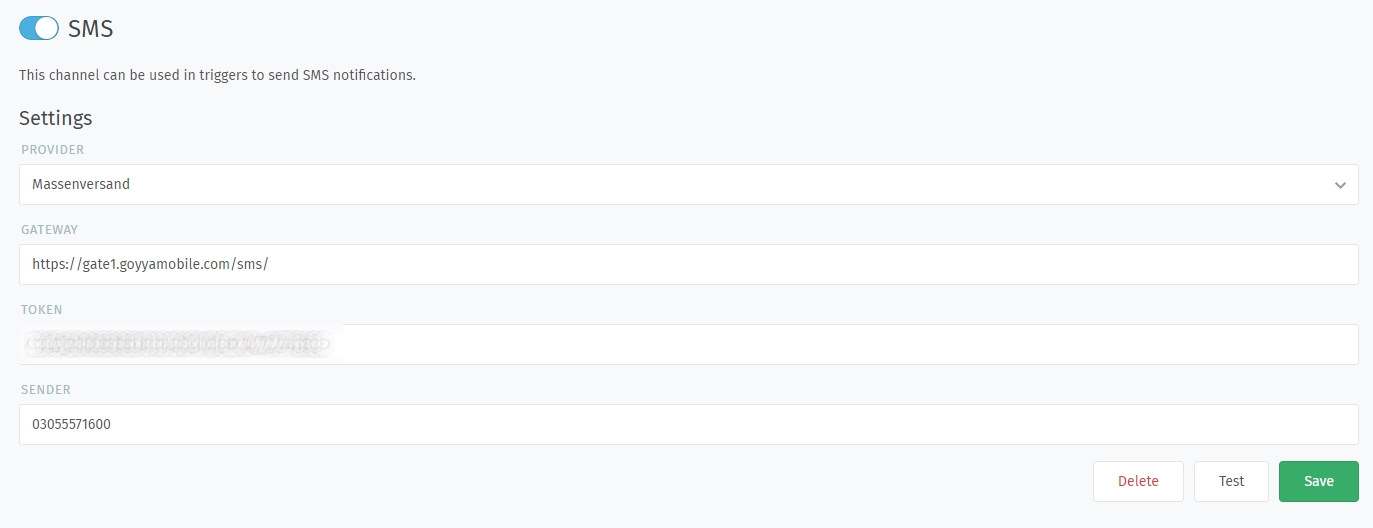 SMS
This channel can be used in triggers to send SMS notifications.
Settings
PROVIDER
Massenversand
GATEWAY
https://gate1.goyyamobile.com/sms/
TOKEN
SENDER
03055571600
Delete Test Save